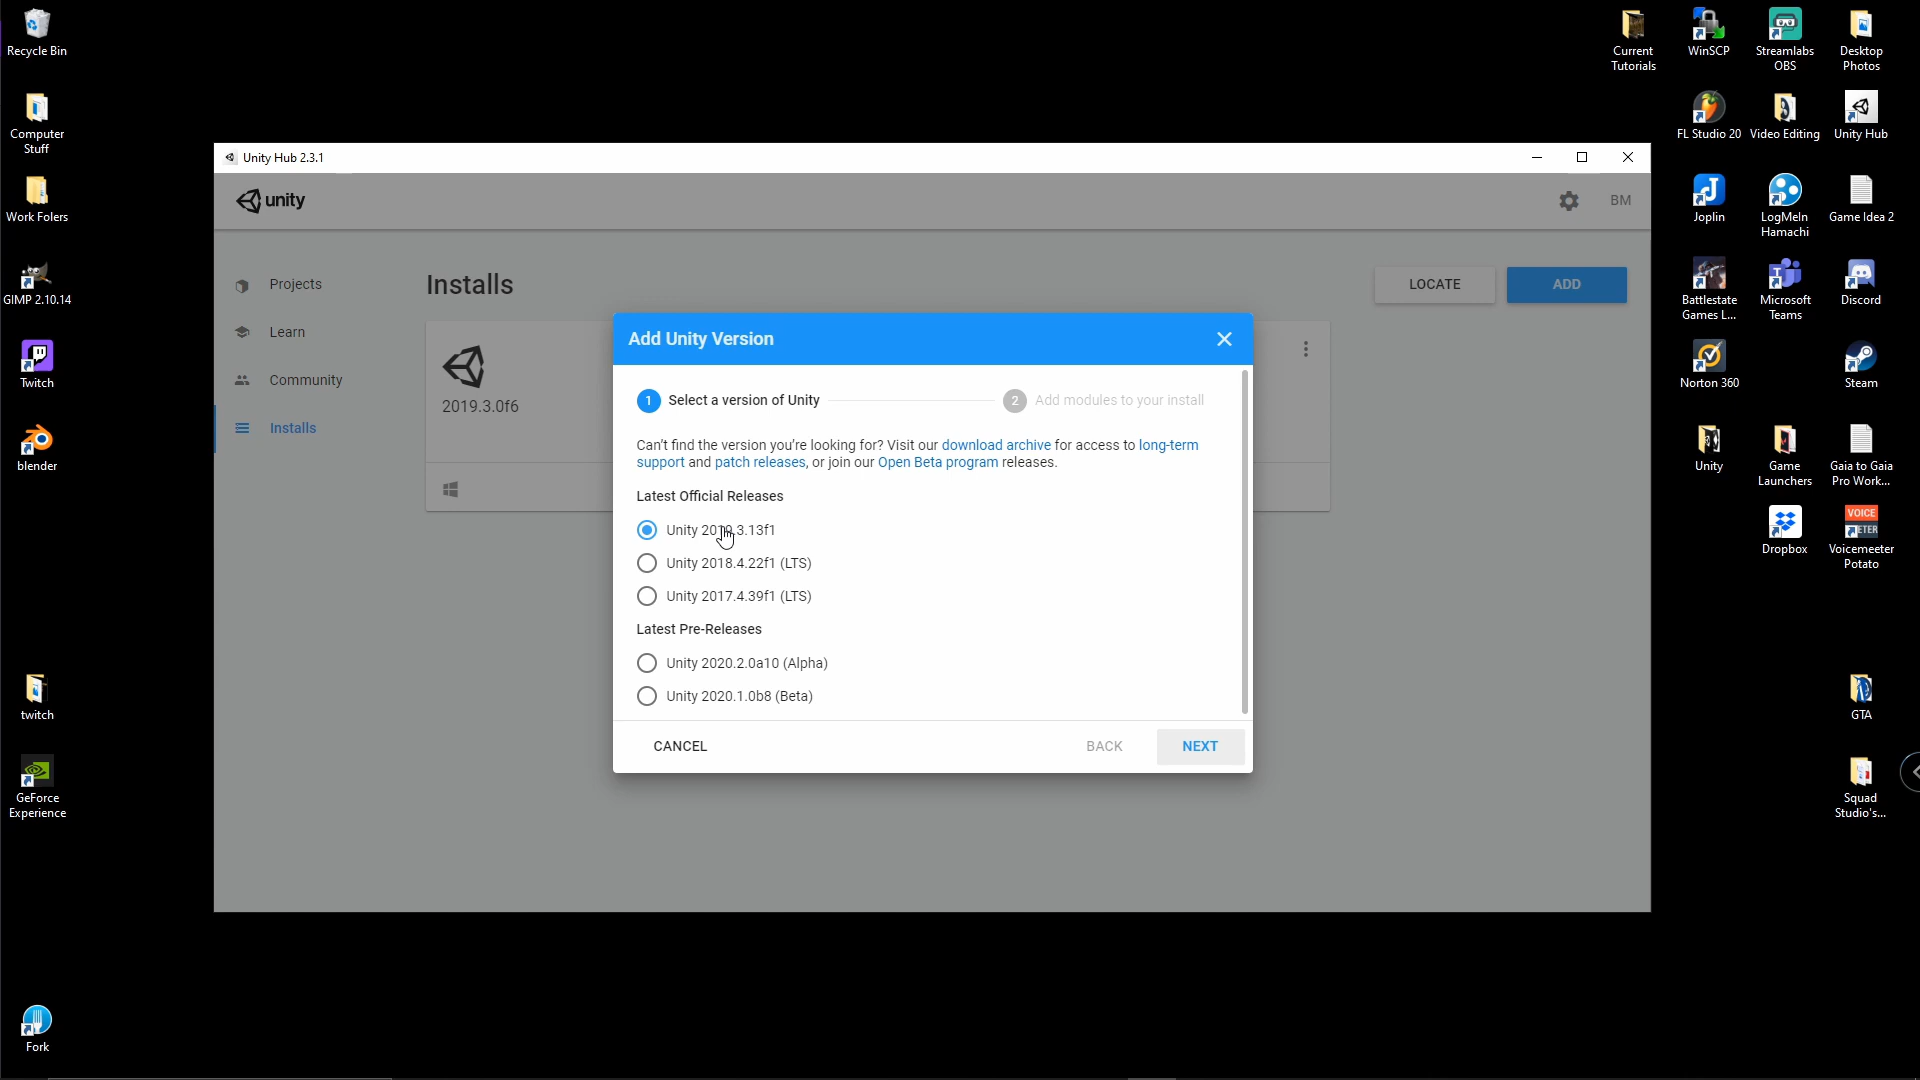 Recycle Bin
Computer
Stuff
Work Folers
GIMP 2.10.14
Twitch
blender
twitch
GeForce
Experience
Fork
Unity Hub 2.3.1
unity
BM
Projects
Learn
Community
Installs
Installs
LOCATE
ADD
2019.3.0f6
Add Unity Version
1 Select a version of Unity
2 Add modules to your install
Can't find the version you're looking for? Visit our download archive for access to long-term
support and patch releases, or join our Open Beta program releases.
Latest Official Releases
Unity 2019.3.13f1
Unity 2018.4.22f1 (LTS)
Unity 2017.4.39f1 (LTS)
Latest Pre-Releases
Unity 2020.2.0a10 (Alpha)
Unity 2020.1.0b8 (Beta)
CANCEL
BACK
NEXT
Current
Tutorials
WinSCP
Streamlabs
OBS
Desktop
Photos
FL Studio 20
Video Editing
Unity Hub
Joplin
LogMeIn
Hamachi
Game Idea 2
Battlestate
Games L...
Microsoft
Teams
Discord
Norton 360
Steam
Unity
Game
Launchers
Gaia to Gaia
Pro Work...
Dropbox
VOICE
Voicemeeter
Potato
GTA
Squad
Studio's...